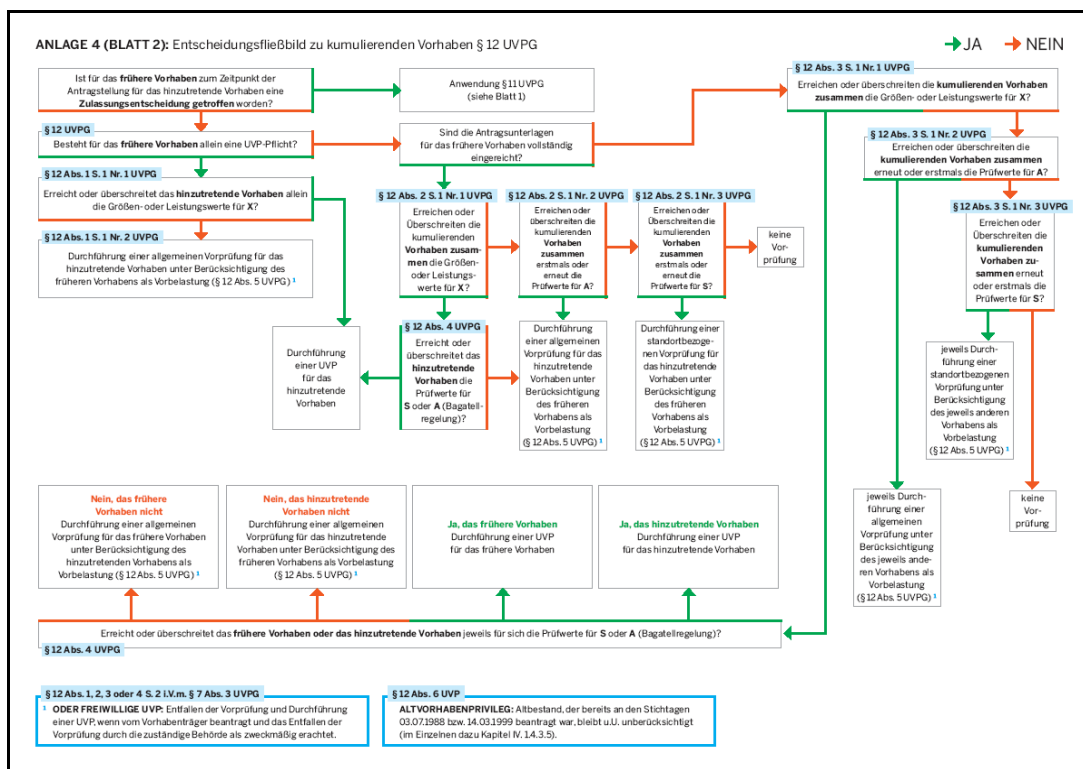 ANLAGE 4 (BLATT 2): Entscheidungsfließbild zu kumulierenden Vorhaben § 12 UVPG
JA
NEIN
Ist für das frühere Vorhaben zum Zeitpunkt der
Antragstellung für das hinzutretende Vorhaben eine
Zulassungsentscheidung getroffen worden?
Anwendung §11 UVPG
(siehe Blatt 1)
§ 12 Abs. 3 S. 1 Nr. 1 UVPG
Erreichen oder überschreiten die kumulierenden Vorhaben
zusammen die Größen- oder Leistungswerte für X?
§ 12 UVPG
Besteht für das frühere Vorhaben allein eine UVP-Pflicht?
Sind die Antragsunterlagen
für das frühere Vorhaben vollständig
eingereicht?
§ 12 Abs. 3 S. 1 Nr. 2 UVPG
Erreichen oder überschreiten die
kumulierenden Vorhaben zusammen
erneut oder erstmals die Prüfwerte für A?
§ 12 Abs. 1 S. 1 Nr. 1 UVPG
Erreicht oder überschreitet das hinzutretende Vorhaben allein
die Größen- oder Leistungswerte für X?
§ 12 Abs. 1 S. 1 Nr. 2 UVPG
Durchführung einer allgemeinen Vorprüfung für das
hinzutretende Vorhaben unter Berücksichtigung des
früheren Vorhabens als Vorbelastung (§ 12 Abs. 5 UVPG) 1
§ 12 Abs. 2 S. 1 Nr. 1 UVPG
Erreichen oder
Überschreiten die
kumulierenden
Vorhaben zusam-
men die Größen-
oder Leistungs-
werte für X?
§ 12 Abs. 2 S. 1 Nr. 2 UVPG
Erreichen oder
überschreiten die
kumulierenden
Vorhaben
zusammen
erstmals oder
erneut die
Prüfwerte für A?
§ 12 Abs. 2 S. 1 Nr. 3 UVPG
Erreichen oder
überschreiten die
kumulierenden
Vorhaben
zusammen
erstmals oder
erneut die
Prüfwerte für S?
keine
Vor-
prüfung
§ 12 Abs. 3 S. 1 Nr. 3 UVPG
Erreichen oder
Überschreiten die
kumulierenden
Vorhaben zu-
sammen erneut
oder erstmals die
Prüfwerte für S?
Durchführung
einer UVP
für das
hinzutretende
Vorhaben
§ 12 Abs. 4 UVPG
Erreicht oder
überschreitet das
hinzutretende
Vorhaben die
Prüfwerte für
S oder A (Bagatell-
regelung)?
Durchführung
einer allgemeinen
Vorprüfung für das
hinzutretende
Vorhaben unter
Berücksichtigung
des früheren
Vorhabens als
Vorbelastung
(§ 12 Abs. 5 UVPG) 1
Durchführung einer
standortbezoge-
nen Vorprüfung für
das hinzutretende
Vorhaben unter
Berücksichtigung
des früheren
Vorhabens als
Vorbelastung
(§ 12 Abs. 5 UVPG) 1
jeweils Durch-
führung einer
standortbezogenen
Vorprüfung unter
Berücksichtigung
des jeweils anderen
Vorhabens als
Vorbelastung
(§ 12 Abs. 5 UVPG) 1
jeweils Durch-
führung einer
allgemeinen
Vorprüfung unter
Berücksichtigung
des jeweils ande-
ren Vorhabens als
Vorbelastung
(§ 12 Abs. 5 UVPG) 1
keine
Vor-
prüfung
Nein, das frühere
Vorhaben nicht
Durchführung einer allgemeinen
Vorprüfung für das frühere Vorhaben
unter Berücksichtigung des
hinzutretenden Vorhabens als
Vorbelastung (§ 12 Abs. 5 UVPG) 1
Nein, das hinzutretende
Vorhaben nicht
Durchführung einer allgemeinen
Vorprüfung für das hinzutretende
Vorhaben unter Berücksichtigung des
früheren Vorhabens als Vorbelastung
(§ 12 Abs. 5 UVPG) 1
Ja, das frühere Vorhaben
Durchführung einer UVP
für das frühere Vorhaben
Ja, das hinzutretende Vorhaben
Durchführung einer UVP
für das hinzutretende Vorhaben
Erreicht oder überschreitet das frühere Vorhaben oder das hinzutretende Vorhaben jeweils für sich die Prüfwerte für S oder A (Bagatellregelung)?
§ 12 Abs. 4 UVPG
§ 12 Abs. 1, 2, 3 oder 4 S. 2 i.V.m. § 7 Abs. 3 UVPG
1 ODER FREIWILLIGE UVP: Entfallen der Vorprüfung und Durchführung
einer UVP, wenn vom Vorhabenträger beantragt und das Entfallen der
Vorprüfung durch die zuständige Behörde als zweckmäßig erachtet.
§ 12 Abs. 6 UVP
ALTVORHABENPRIVILEG: Altbestand, der bereits an den Stichtagen
03.07.1988 bzw. 14.03.1999 beantragt war, bleibt u.U. unberücksichtigt
(im Einzelnen dazu Kapitel IV. 1.4.3.5).